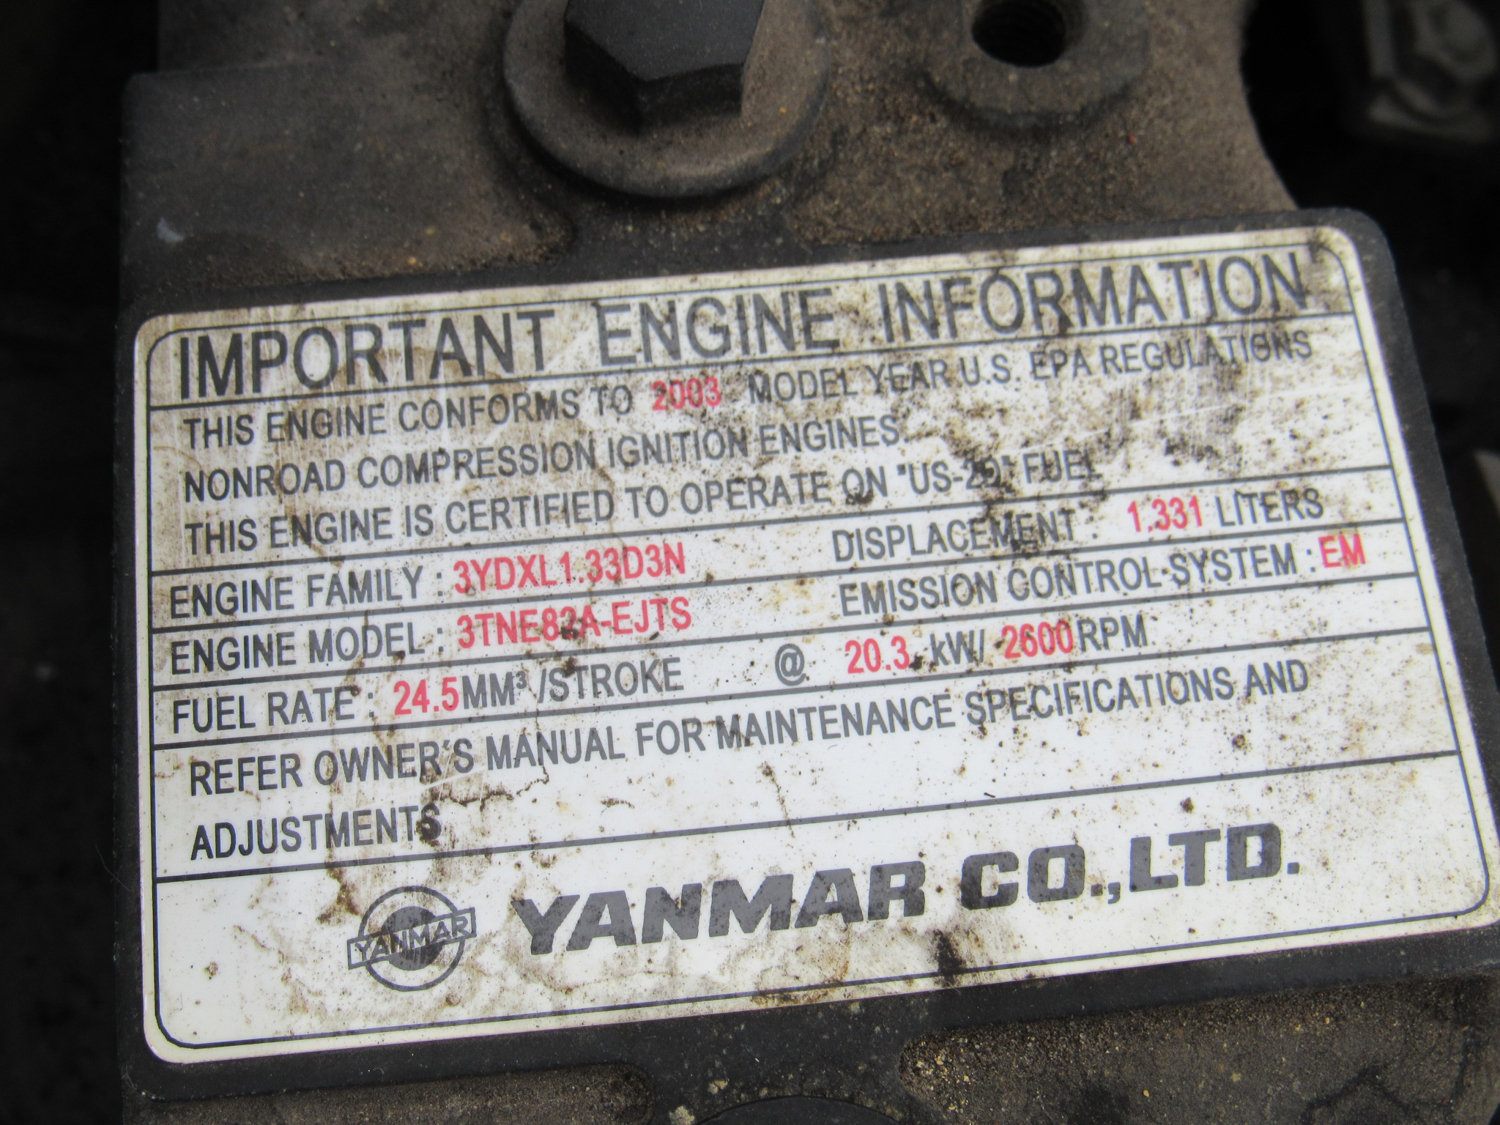 IMPORTANT ENGINE INFORMATION
THIS ENGINE CONFORMS TO 2003 MODEL YEAR U.S. EPA REGULATIONS
NONROAD COMPRESSION IGNITION ENGINES.
THIS ENGINE IS CERTIFIED TO OPERATE ON "US-2D" FUEL
ENGINE FAMILY : 3YDXL1.33D3N DISPLACEMENT : 1.331 LITERS
ENGINE MODEL : 3TNE82A-EJTS EMISSION CONTROL SYSTEM : EM
FUEL RATE : 24.5MM³ /STROKE @ 20.3 kW/ 2600RPM
REFER OWNER'S MANUAL FOR MAINTENANCE SPECIFICATIONS AND
ADJUSTMENTS
YANMAR YANMAR CO.,LTD.